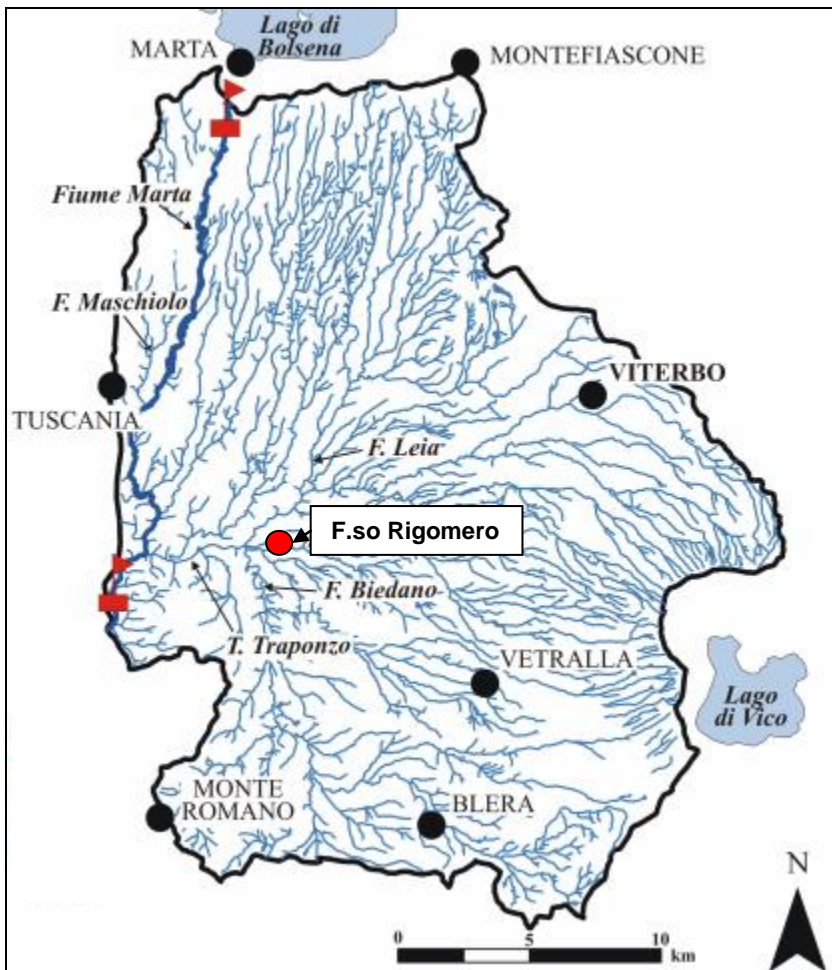 Lago di
Bolsena
MARTA
MONTEFIASCONE
Fiume Marta
F. Maschiolo
VITERBO
TUSCANIA
F. Leia
F.so Rigomero
F. Biedano
T. Traponzo
VETRALLA
Lago
di Vico
MONTE
ROMANO
BLERA
N
0 5 10
km